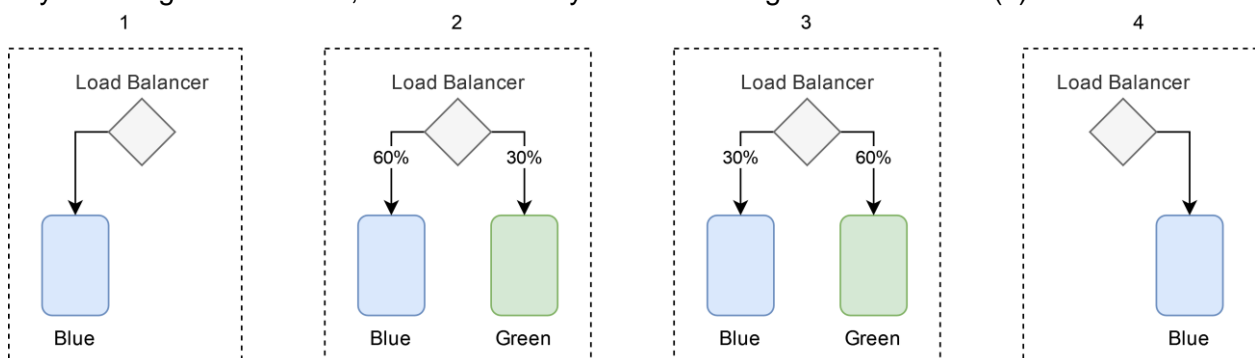 1 2 3 4
Load Balancer Load Balancer Load Balancer Load Balancer
60% 30% 30% 60%
Blue Blue Green Blue Green Blue